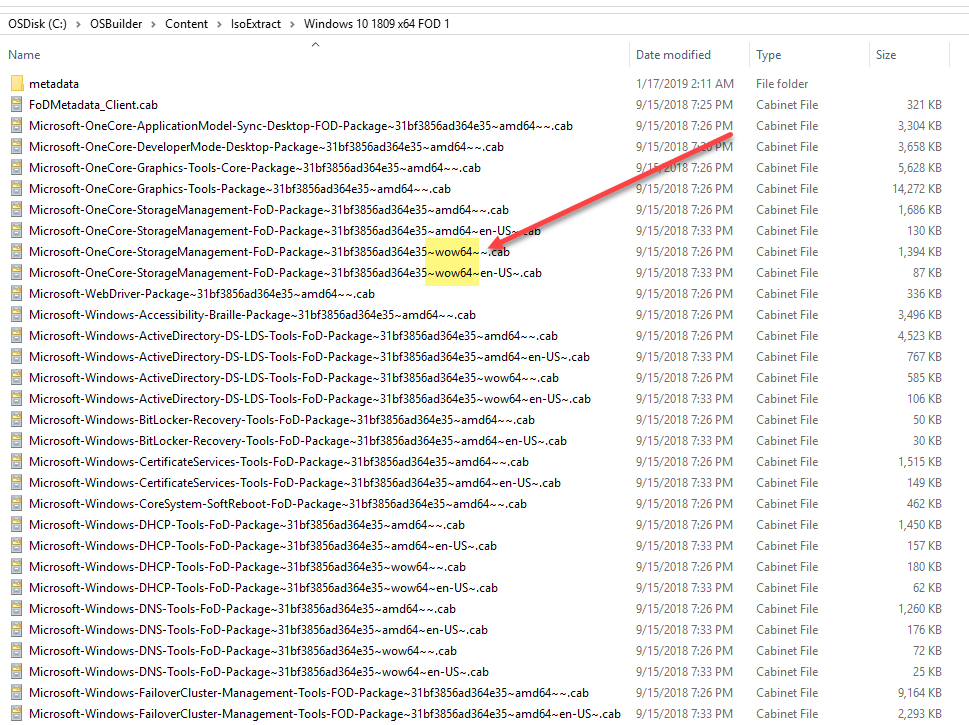 OSDisk (C:) > OSBuilder > Content > IsoExtract > Windows 10 1809 x64 FOD 1
Name Date modified Type Size
metadata 1/17/2019 2:11 AM File folder
FoDMetadata_Client.cab 9/15/2018 7:25 PM Cabinet File 321 KB
Microsoft-OneCore-ApplicationModel-Sync-Desktop-FOD-Package~31bf3856ad364e35~amd64~~.cab 9/15/2018 7:26 PM Cabinet File 3,304 KB
Microsoft-OneCore-DeveloperMode-Desktop-Package~31bf3856ad364e35~amd64~~.cab 9/15/2018 7:26 PM Cabinet File 3,658 KB
Microsoft-OneCore-Graphics-Tools-Core-Package~31bf3856ad364e35~amd64~~.cab 9/15/2018 7:26 PM Cabinet File 5,628 KB
Microsoft-OneCore-Graphics-Tools-Package~31bf3856ad364e35~amd64~~.cab 9/15/2018 7:26 PM Cabinet File 14,272 KB
Microsoft-OneCore-StorageManagement-FoD-Package~31bf3856ad364e35~amd64~~.cab 9/15/2018 7:26 PM Cabinet File 1,686 KB
Microsoft-OneCore-StorageManagement-FoD-Package~31bf3856ad364e35~amd64~en-US~.cab 9/15/2018 7:33 PM Cabinet File 130 KB
Microsoft-OneCore-StorageManagement-FoD-Package~31bf3856ad364e35~wow64~~.cab 9/15/2018 7:26 PM Cabinet File 1,394 KB
Microsoft-OneCore-StorageManagement-FoD-Package~31bf3856ad364e35~wow64~en-US~.cab 9/15/2018 7:33 PM Cabinet File 87 KB
Microsoft-WebDriver-Package~31bf3856ad364e35~amd64~~.cab 9/15/2018 7:26 PM Cabinet File 336 KB
Microsoft-Windows-Accessibility-Braille-Package~31bf3856ad364e35~amd64~~.cab 9/15/2018 7:26 PM Cabinet File 3,496 KB
Microsoft-Windows-ActiveDirectory-DS-LDS-Tools-FoD-Package~31bf3856ad364e35~amd64~~.cab 9/15/2018 7:26 PM Cabinet File 4,523 KB
Microsoft-Windows-ActiveDirectory-DS-LDS-Tools-FoD-Package~31bf3856ad364e35~amd64~en-US~.cab 9/15/2018 7:33 PM Cabinet File 767 KB
Microsoft-Windows-ActiveDirectory-DS-LDS-Tools-FoD-Package~31bf3856ad364e35~wow64~~.cab 9/15/2018 7:26 PM Cabinet File 585 KB
Microsoft-Windows-ActiveDirectory-DS-LDS-Tools-FoD-Package~31bf3856ad364e35~wow64~en-US~.cab 9/15/2018 7:33 PM Cabinet File 106 KB
Microsoft-Windows-BitLocker-Recovery-Tools-FoD-Package~31bf3856ad364e35~amd64~~.cab 9/15/2018 7:26 PM Cabinet File 50 KB
Microsoft-Windows-BitLocker-Recovery-Tools-FoD-Package~31bf3856ad364e35~amd64~en-US~.cab 9/15/2018 7:33 PM Cabinet File 30 KB
Microsoft-Windows-CertificateServices-Tools-FoD-Package~31bf3856ad364e35~amd64~~.cab 9/15/2018 7:26 PM Cabinet File 1,515 KB
Microsoft-Windows-CertificateServices-Tools-FoD-Package~31bf3856ad364e35~amd64~en-US~.cab 9/15/2018 7:33 PM Cabinet File 149 KB
Microsoft-Windows-CoreSystem-SoftReboot-FoD-Package~31bf3856ad364e35~amd64~~.cab 9/15/2018 7:26 PM Cabinet File 462 KB
Microsoft-Windows-DHCP-Tools-FoD-Package~31bf3856ad364e35~amd64~~.cab 9/15/2018 7:26 PM Cabinet File 1,450 KB
Microsoft-Windows-DHCP-Tools-FoD-Package~31bf3856ad364e35~amd64~en-US~.cab 9/15/2018 7:33 PM Cabinet File 157 KB
Microsoft-Windows-DHCP-Tools-FoD-Package~31bf3856ad364e35~wow64~~.cab 9/15/2018 7:26 PM Cabinet File 180 KB
Microsoft-Windows-DHCP-Tools-FoD-Package~31bf3856ad364e35~wow64~en-US~.cab 9/15/2018 7:33 PM Cabinet File 62 KB
Microsoft-Windows-DNS-Tools-FoD-Package~31bf3856ad364e35~amd64~~.cab 9/15/2018 7:26 PM Cabinet File 1,260 KB
Microsoft-Windows-DNS-Tools-FoD-Package~31bf3856ad364e35~amd64~en-US~.cab 9/15/2018 7:33 PM Cabinet File 176 KB
Microsoft-Windows-DNS-Tools-FoD-Package~31bf3856ad364e35~wow64~~.cab 9/15/2018 7:26 PM Cabinet File 72 KB
Microsoft-Windows-DNS-Tools-FoD-Package~31bf3856ad364e35~wow64~en-US~.cab 9/15/2018 7:33 PM Cabinet File 25 KB
Microsoft-Windows-FailoverCluster-Management-Tools-FOD-Package~31bf3856ad364e35~amd64~~.cab 9/15/2018 7:26 PM Cabinet File 9,164 KB
Microsoft-Windows-FailoverCluster-Management-Tools-FOD-Package~31bf3856ad364e35~amd64~en-US~.cab 9/15/2018 7:33 PM Cabinet File 2,293 KB